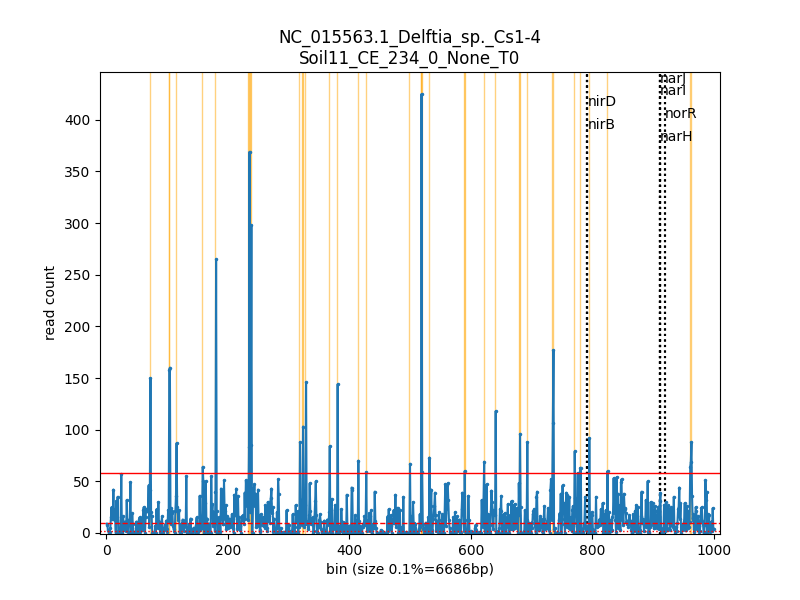 NC_015563.1_Delftia_sp._Cs1-4
Soil11_CE_234_0_None_T0
narJ
narI
nirD
norR
nirB
narH
400
350
300
250
200
150
100
50
0
read count
0
200
400
600
800
1000
bin (size 0.1%=6686bp)